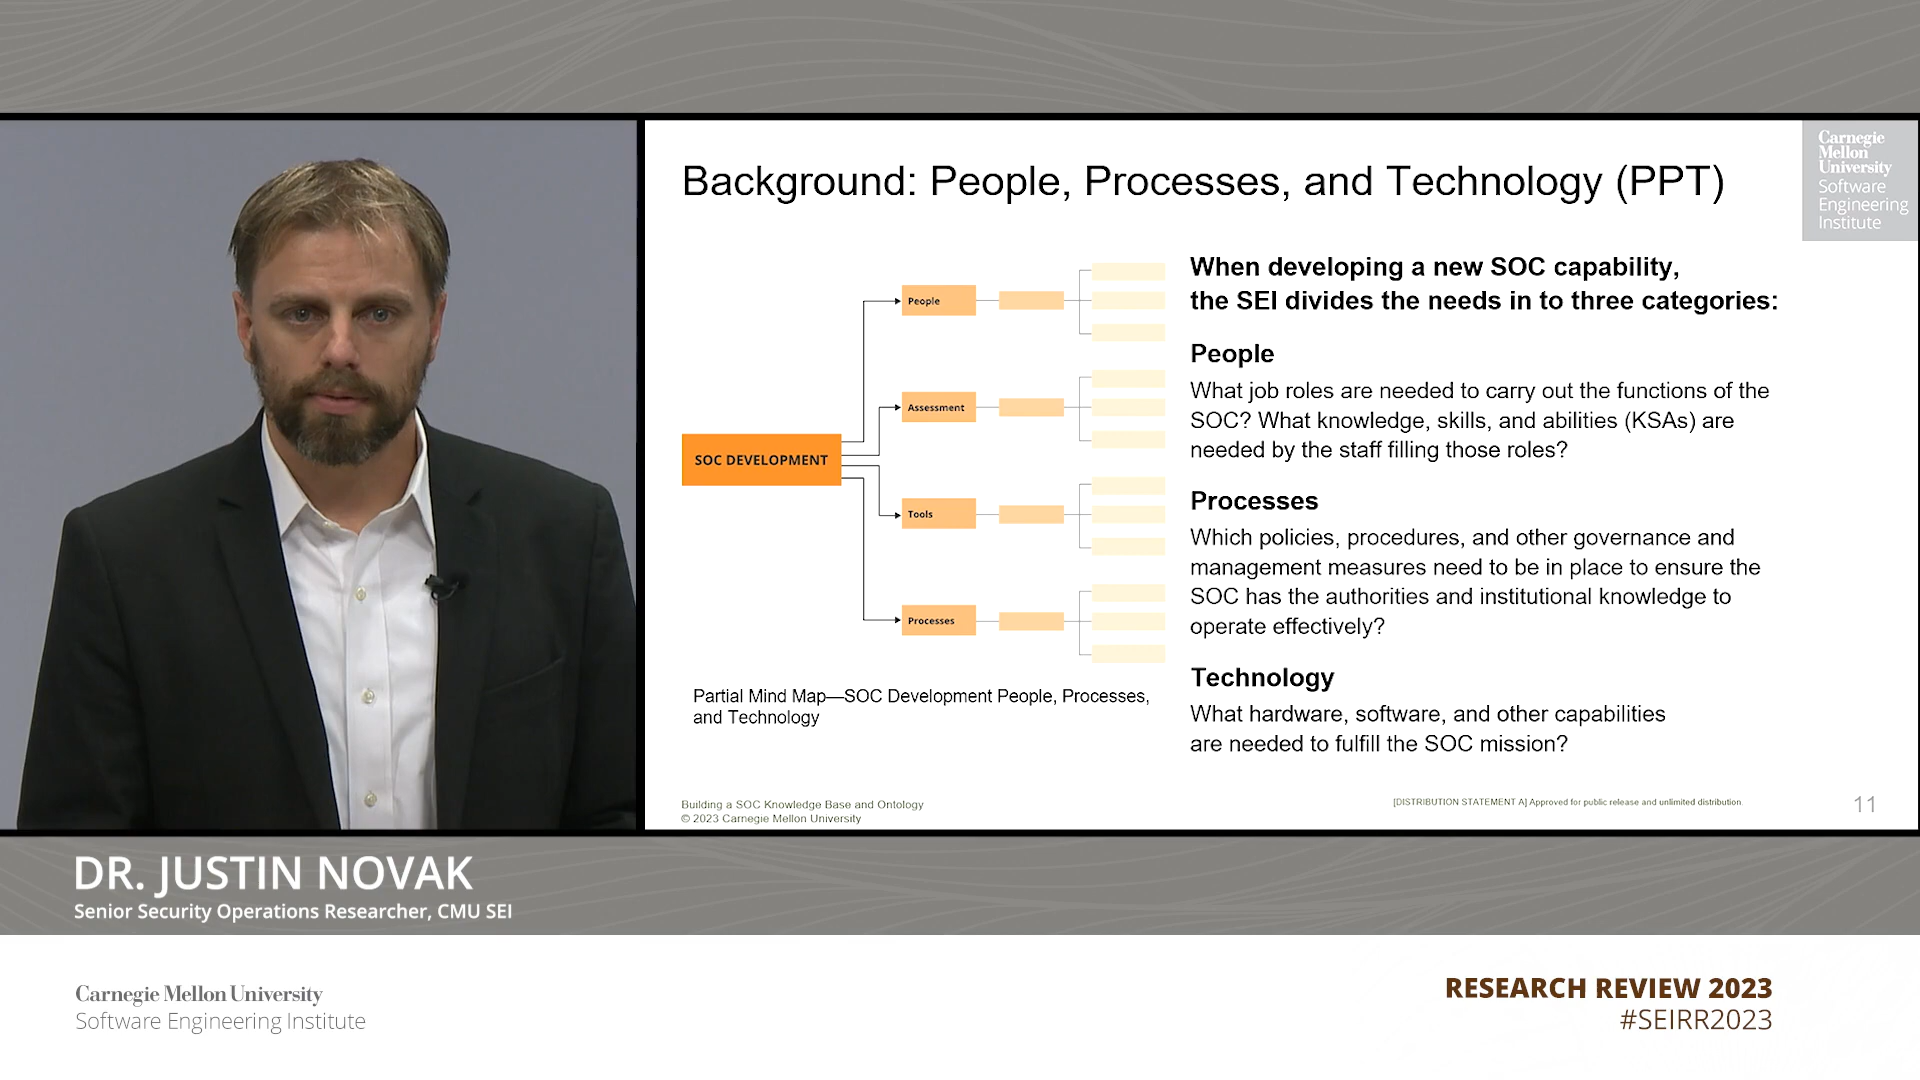 Background: People, Processes, and Technology (PPT)
Carnegie
Mellon
University
Software
Engineering
Institute
SOC DEVELOPMENT
People
Assessment
Tools
Processes
Partial Mind Map—SOC Development People, Processes,
and Technology
When developing a new SOC capability,
the SEI divides the needs in to three categories:
People
What job roles are needed to carry out the functions of the
SOC? What knowledge, skills, and abilities (KSAs) are
needed by the staff filling those roles?
Processes
Which policies, procedures, and other governance and
management measures need to be in place to ensure the
SOC has the authorities and institutional knowledge to
operate effectively?
Technology
What hardware, software, and other capabilities
are needed to fulfill the SOC mission?
Building a SOC Knowledge Base and Ontology
© 2023 Carnegie Mellon University
[DISTRIBUTION STATEMENT A] Approved for public release and unlimited distribution
11
DR. JUSTIN NOVAK
Senior Security Operations Researcher, CMU SEI
Carnegie Mellon University
Software Engineering Institute
RESEARCH REVIEW 2023
#SEIRR2023